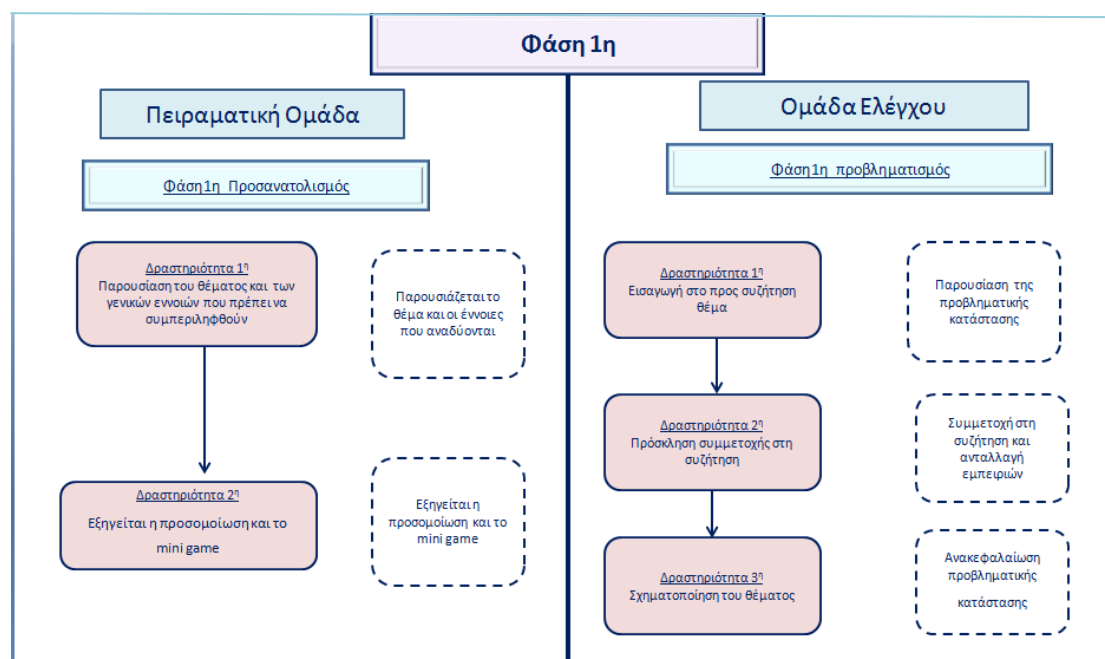 Φάση 1η
Πειραματική Ομάδα
Φάση1η Προσανατολισμός
Δραστηριότητα 1η
Παρουσίαση του θέματος και των
γενικών εννοιών που πρέπει να
συμπεριληφθούν
Παρουσιάζεται το
θέμα και οι έννοιες
που αναδύονται
Δραστηριότητα 2η
Εξηγείται η προσομοίωση και το
mini game
Εξηγείται η
προσομοίωση και το
mini game
Ομάδα Ελέγχου
Φάση1η προβληματισμός
Δραστηριότητα 1η
Εισαγωγή στο προς συζήτηση
θέμα
Παρουσίαση της
προβληματικής
κατάστασης
Δραστηριότητα 2η
Πρόσκληση συμμετοχής στη
συζήτηση
Συμμετοχή στη
συζήτηση και
ανταλλαγή
εμπειριών
Δραστηριότητα 3η
Σχηματοποίηση του θέματος
Ανακεφαλαίωση
προβληματικής
κατάστασης